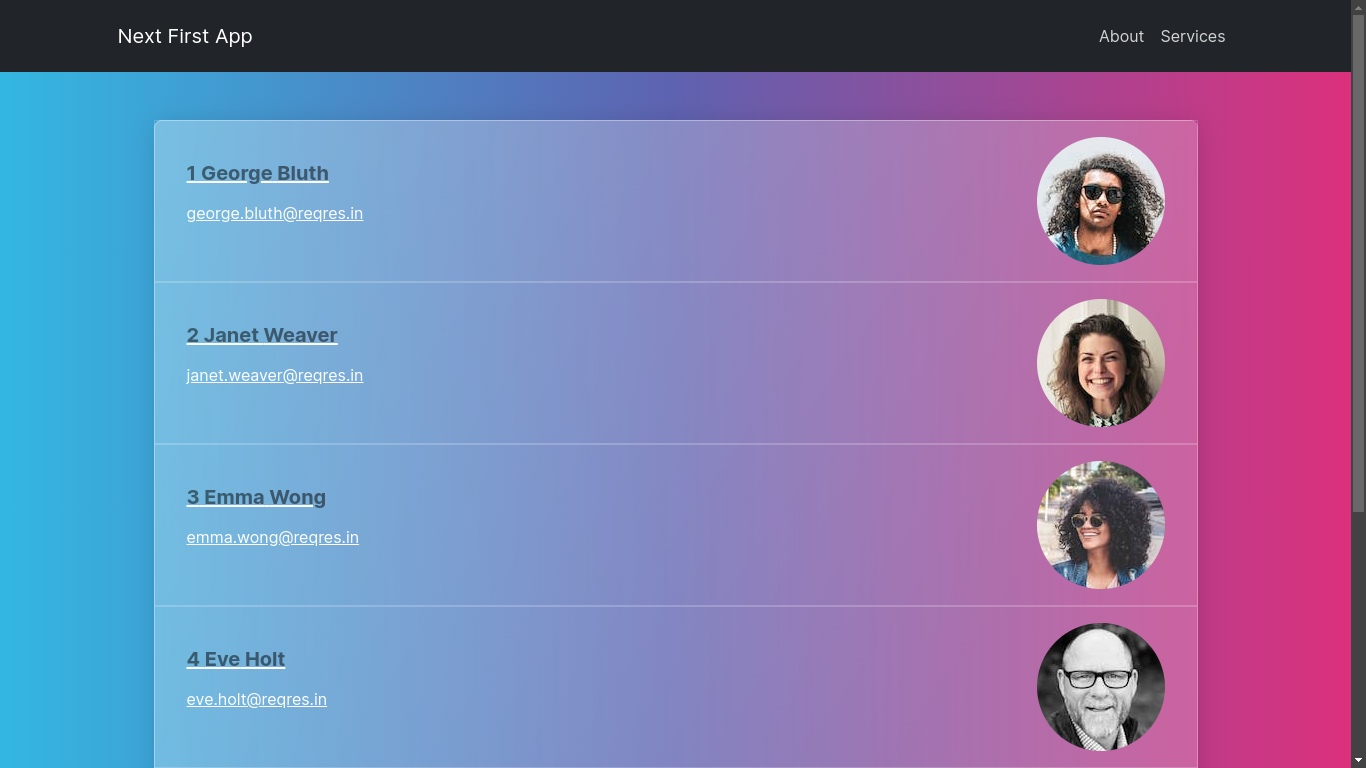 Next First App
About Services
1 George Bluth
george.bluth@reqres.in
2 Janet Weaver
janet.weaver@reqres.in
3 Emma Wong
emma.wong@reqres.in
4 Eve Holt
eve.holt@reqres.in